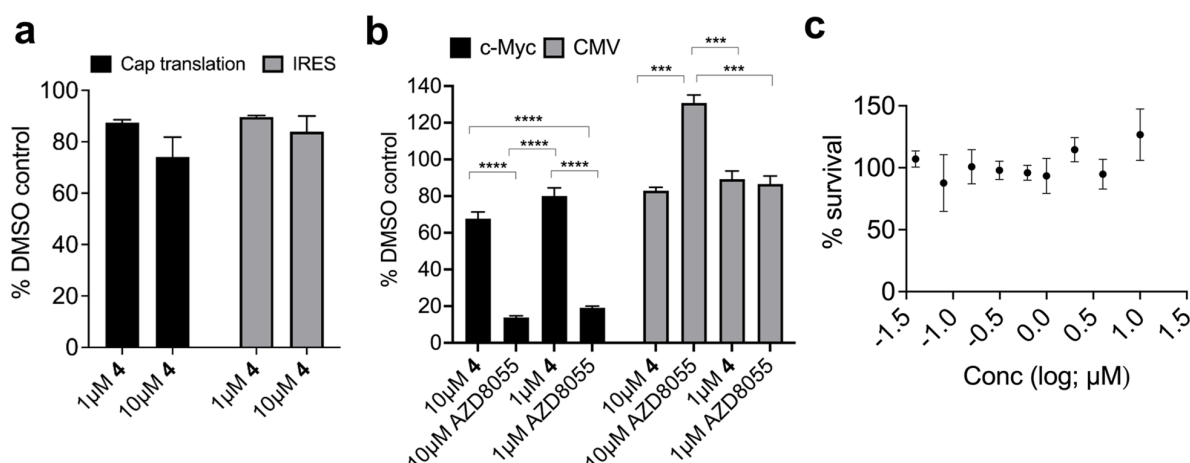 a
Cap translation IRES
% DMSO control
100
80
60
40
20
0
1µM 4
10µM 4
1µM 4
10µM 4
b
c-Myc CMV
% DMSO control
140
120
100
80
60
40
20
0
****
****
****
****
***
***
***
10µM 4
10µM AZD8055
1µM 4
1µM AZD8055
10µM 4
10µM AZD8055
1µM 4
1µM AZD8055
c
% survival
150
100
50
0
-1.5
-1.0
-0.5
0.0
0.5
1.0
1.5
Conc (log; µM)